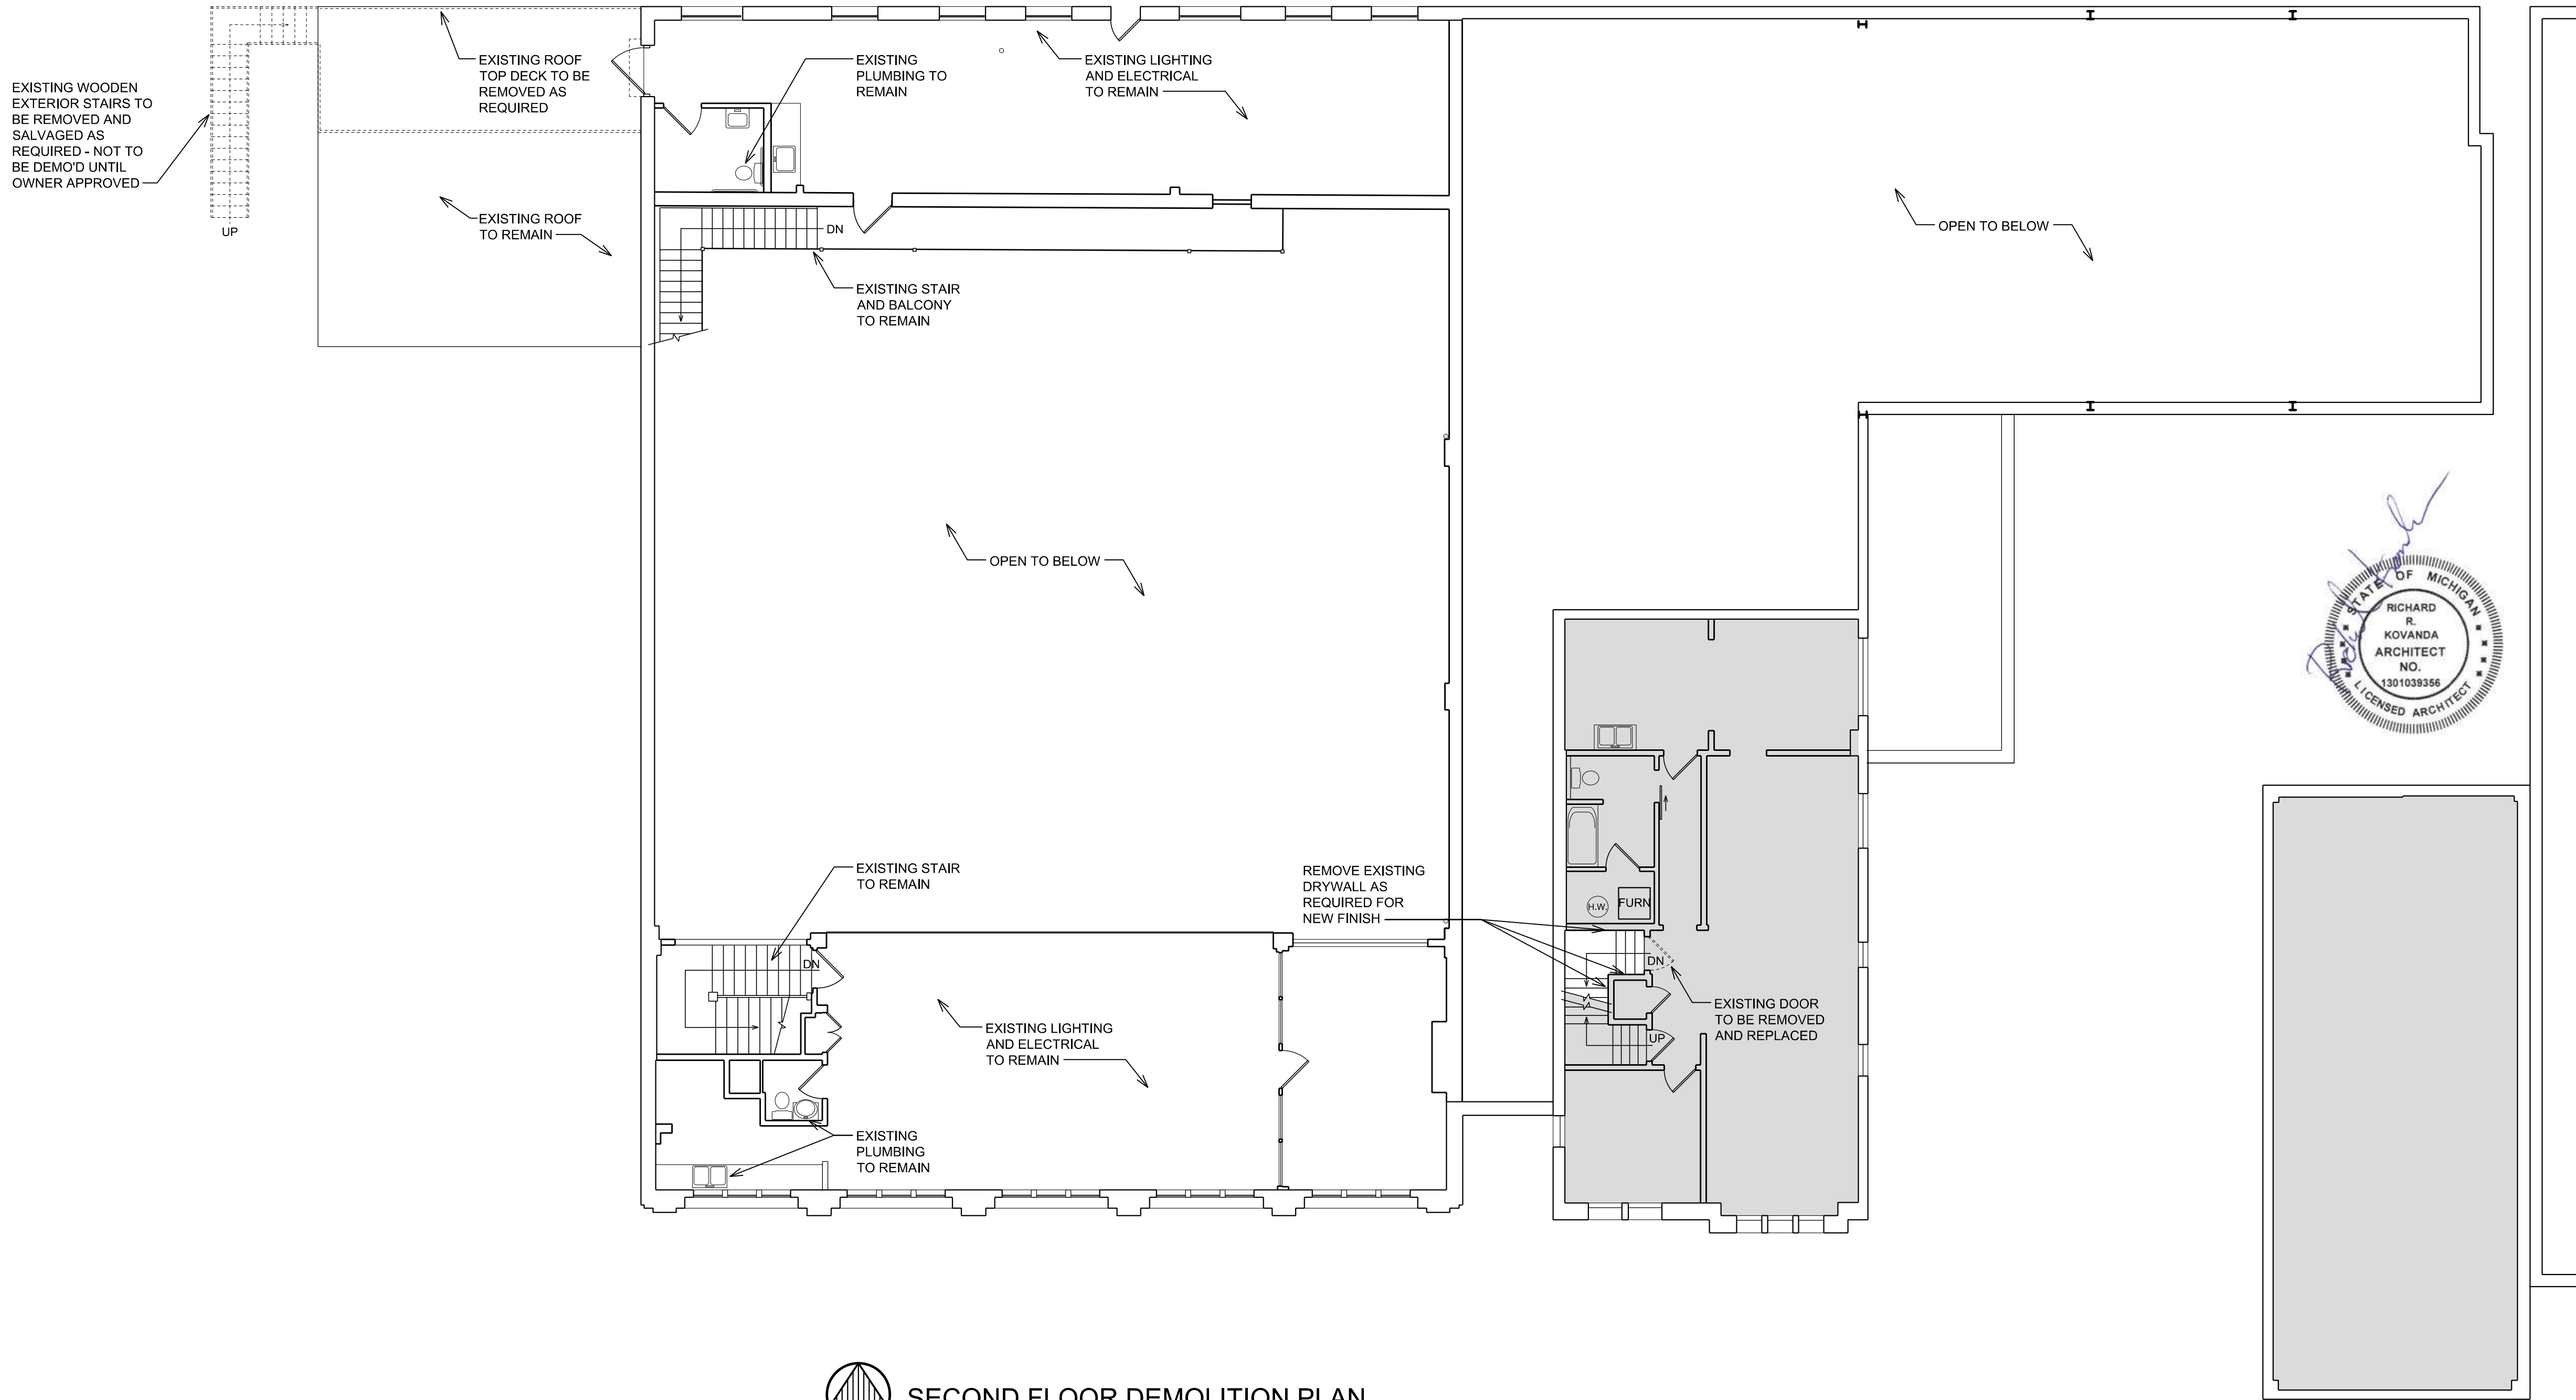 EXISTING WOODEN
EXTERIOR STAIRS TO
BE REMOVED AND
SALVAGED AS
REQUIRED - NOT TO
BE DEMO'D UNTIL
OWNER APPROVED
UP
EXISTING ROOF
TOP DECK TO BE
REMOVED AS
REQUIRED
EXISTING ROOF
TO REMAIN
EXISTING
PLUMBING TO
REMAIN
EXISTING LIGHTING
AND ELECTRICAL
TO REMAIN
DN
EXISTING STAIR
AND BALCONY
TO REMAIN
OPEN TO BELOW
OPEN TO BELOW
STATE OF MICHIGAN
RICHARD
R.
KOVANDA
ARCHITECT
NO.
1301039356
LICENSED ARCHITECT
EXISTING STAIR
TO REMAIN
DN
REMOVE EXISTING
DRYWALL AS
REQUIRED FOR
NEW FINISH
H.W.
FURN
DN
UP
EXISTING DOOR
TO BE REMOVED
AND REPLACED
EXISTING LIGHTING
AND ELECTRICAL
TO REMAIN
EXISTING
PLUMBING
TO REMAIN
SECOND FLOOR DEMOLITION PLAN